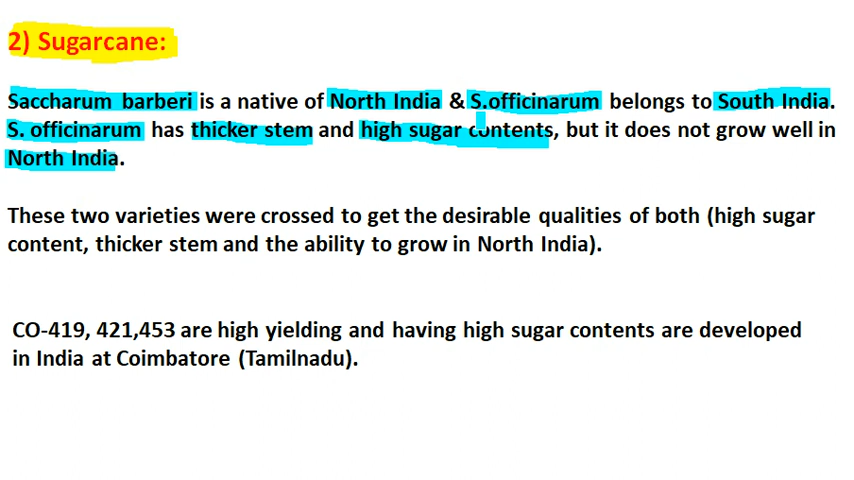 2) Sugarcane:
Saccharum barberi is a native of North India & S.officinarum belongs to South India.
S. officinarum has thicker stem and high sugar contents, but it does not grow well in
North India.
These two varieties were crossed to get the desirable qualities of both (high sugar
content, thicker stem and the ability to grow in North India).
CO-419, 421,453 are high yielding and having high sugar contents are developed
in India at Coimbatore (Tamilnadu).